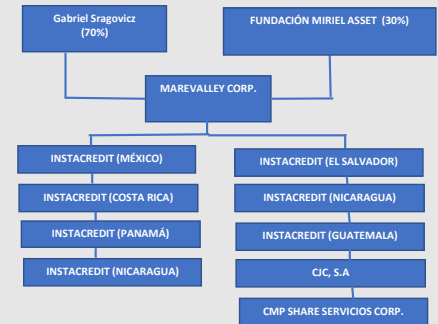 Gabriel Sragovicz
(70%)
FUNDACIÓN MIRIEL ASSET (30%)
MAREVALLEY CORP.
INSTACREDIT (MÉXICO)
INSTACREDIT (COSTA RICA)
INSTACREDIT (PANAMÁ)
INSTACREDIT (NICARAGUA)
INSTACREDIT (EL SALVADOR)
INSTACREDIT (NICARAGUA)
INSTACREDIT (GUATEMALA)
CJC, S.A
CMP SHARE SERVICIOS CORP.